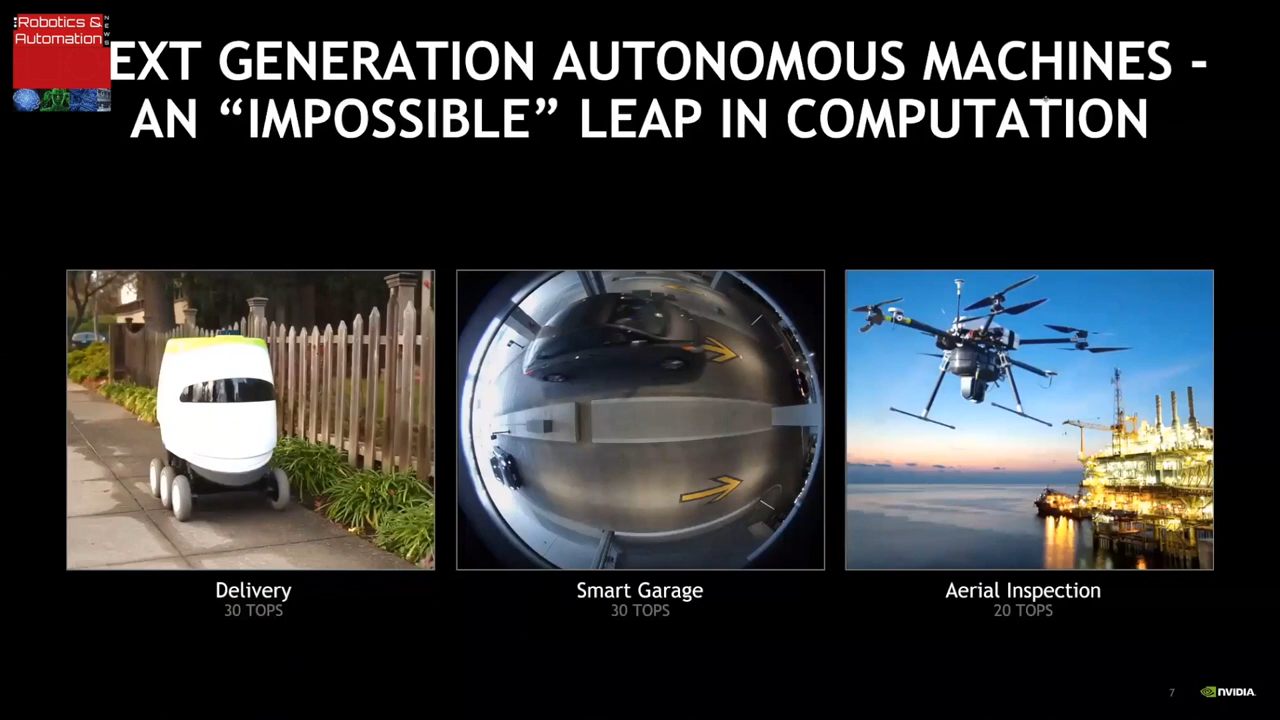 Robotics &
Automation
NEWS
EXT GENERATION AUTONOMOUS MACHINES -
AN “IMPOSSIBLE” LEAP IN COMPUTATION
Delivery
30 TOPS
Smart Garage
30 TOPS
Aerial Inspection
20 TOPS
7
NVIDIA.